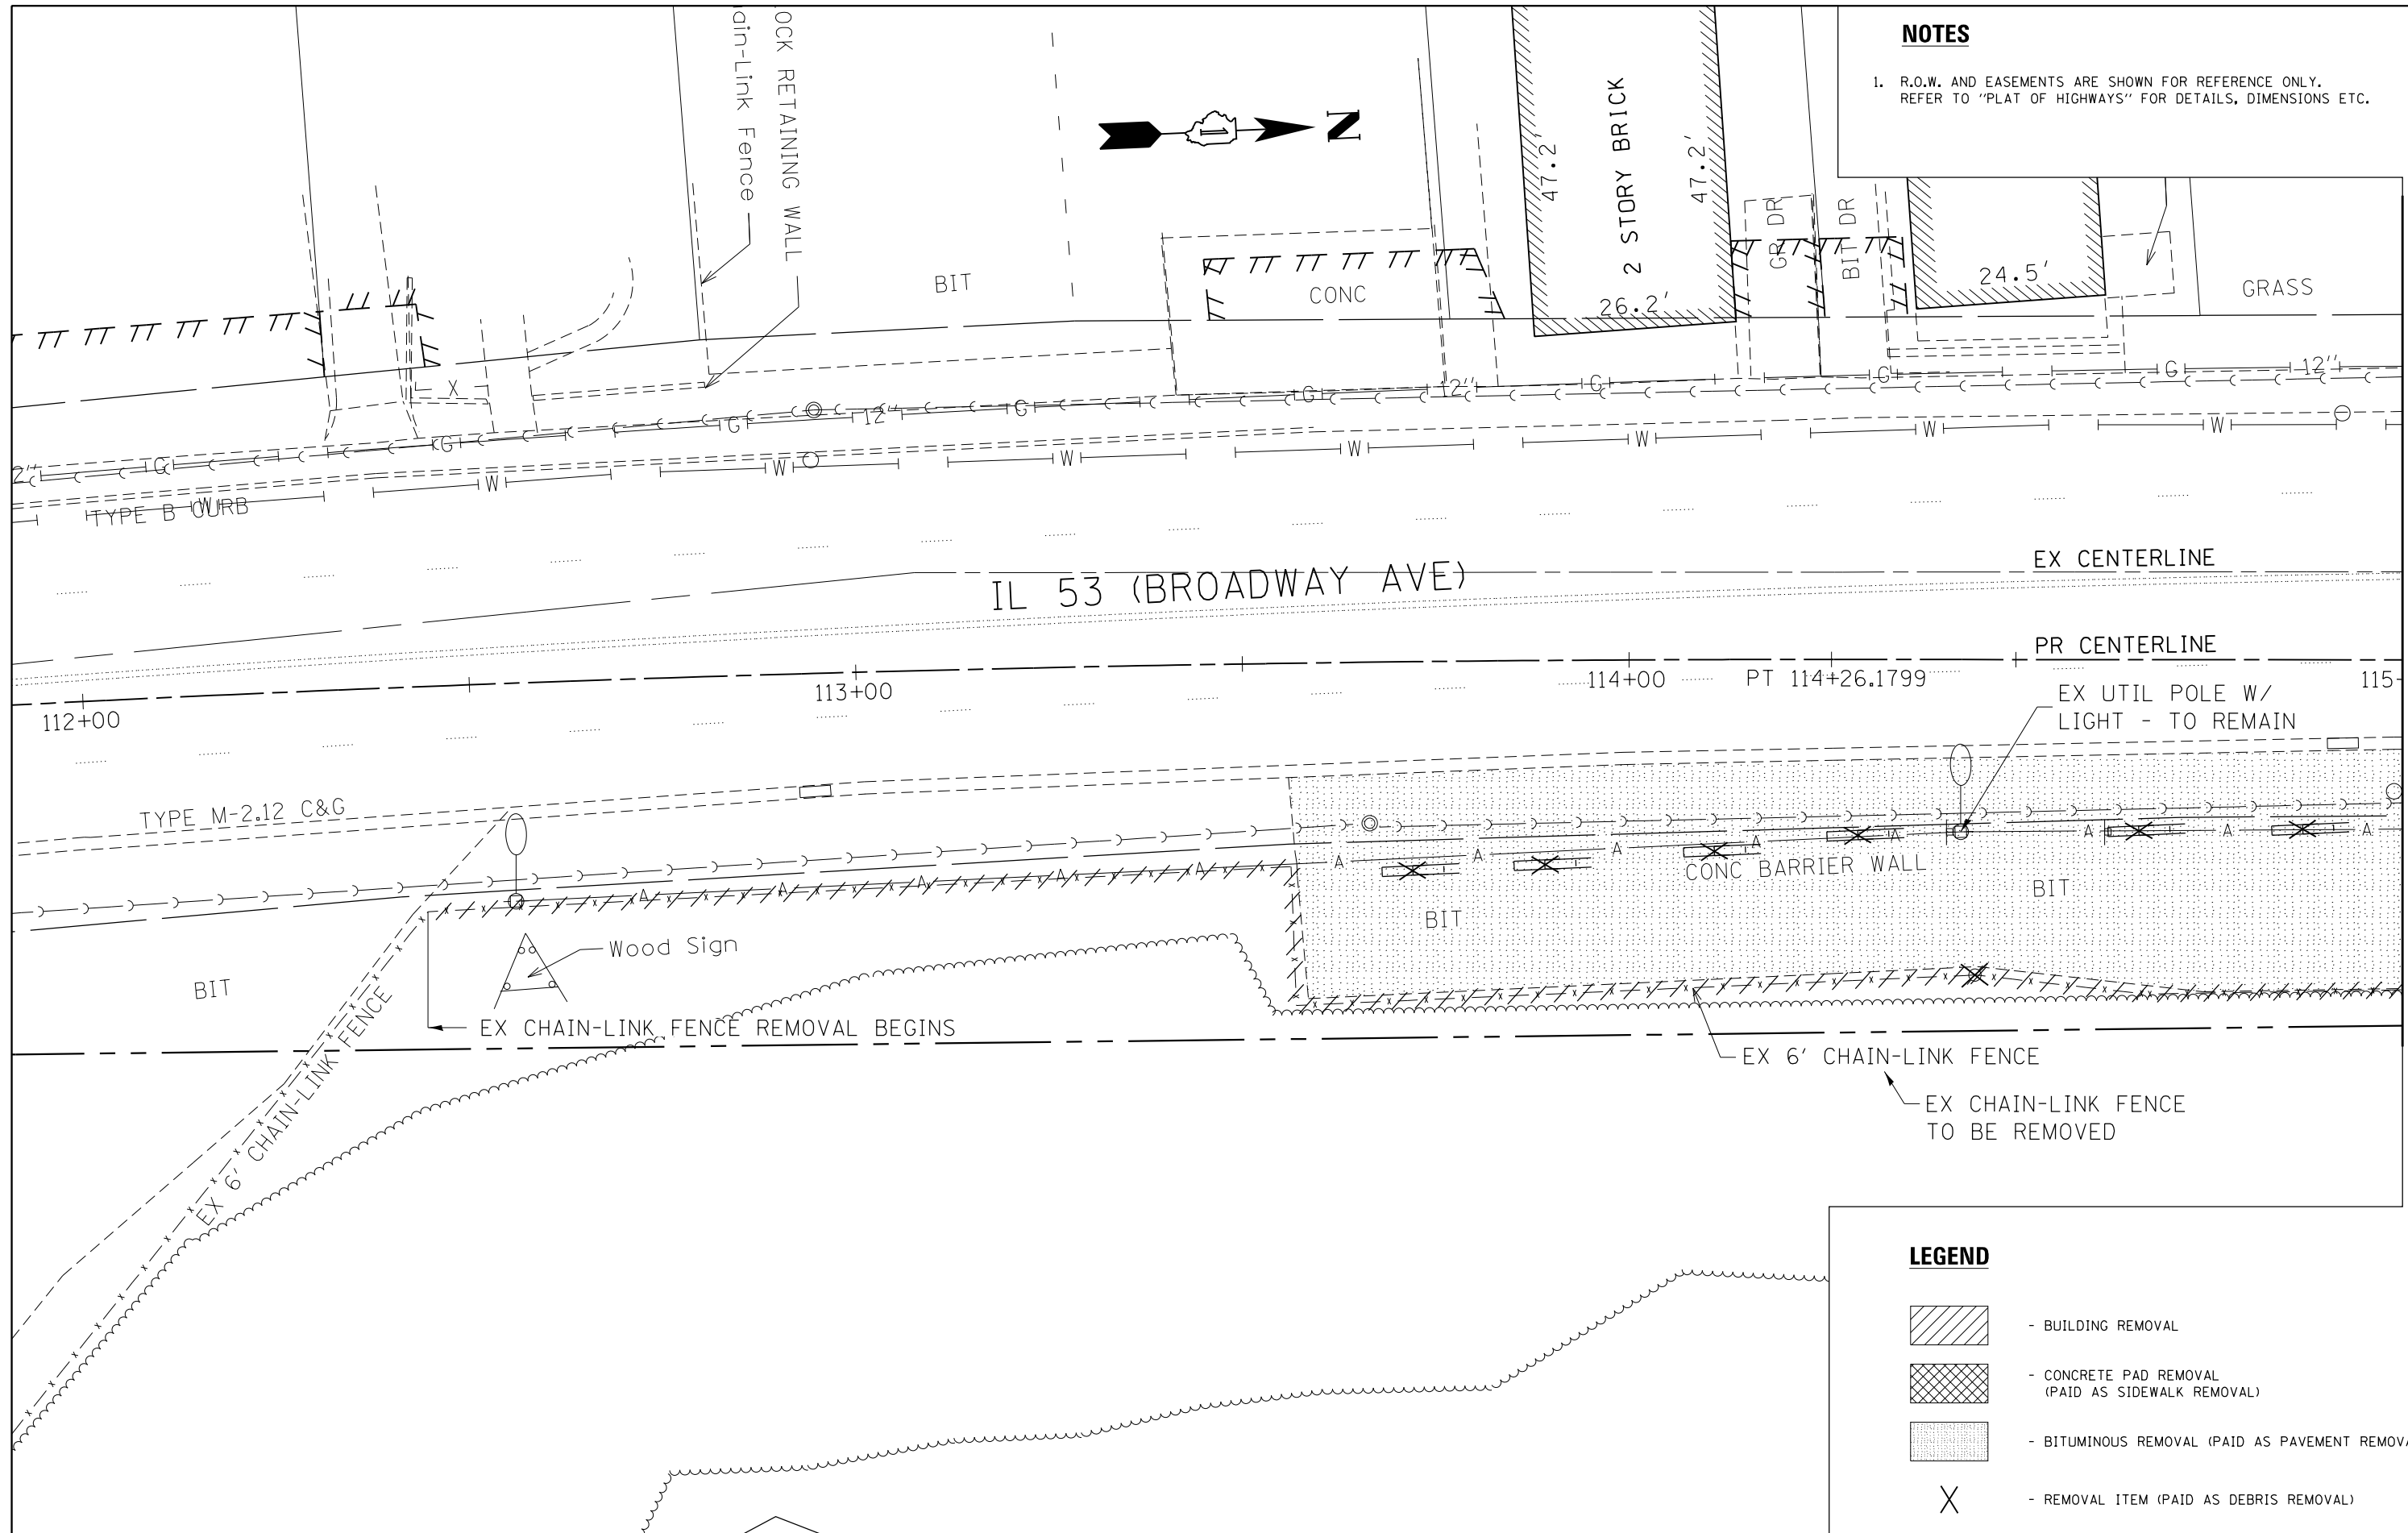 NOTES
1. R.O.W. AND EASEMENTS ARE SHOWN FOR REFERENCE ONLY.
REFER TO "PLAT OF HIGHWAYS" FOR DETAILS, DIMENSIONS ETC.
ain-Link Fence
OCK RETAINING WALL
N
BIT
CONC
47.2'
2 STORY BRICK
47.2'
26.2'
GR DR
BIT DR
24.5'
GRASS
X
2" G G G 12" G G 12" G G G 12"
W W W W W W W W
TYPE B CURB
IL 53 (BROADWAY AVE)
EX CENTERLINE
PR CENTERLINE
112+00
113+00
114+00
PT 114+26.1799
115
EX UTIL POLE W/
LIGHT - TO REMAIN
TYPE M-2.12 C&G
A A A A A A A A A A A A A
CONC BARRIER WALL
BIT
BIT
BIT
Wood Sign
EX CHAIN-LINK FENCE REMOVAL BEGINS
EX 6' CHAIN-LINK FENCE
EX 6' CHAIN-LINK FENCE
EX CHAIN-LINK FENCE
TO BE REMOVED
LEGEND
- BUILDING REMOVAL
- CONCRETE PAD REMOVAL
(PAID AS SIDEWALK REMOVAL)
- BITUMINOUS REMOVAL (PAID AS PAVEMENT REMOV
X - REMOVAL ITEM (PAID AS DEBRIS REMOVAL)